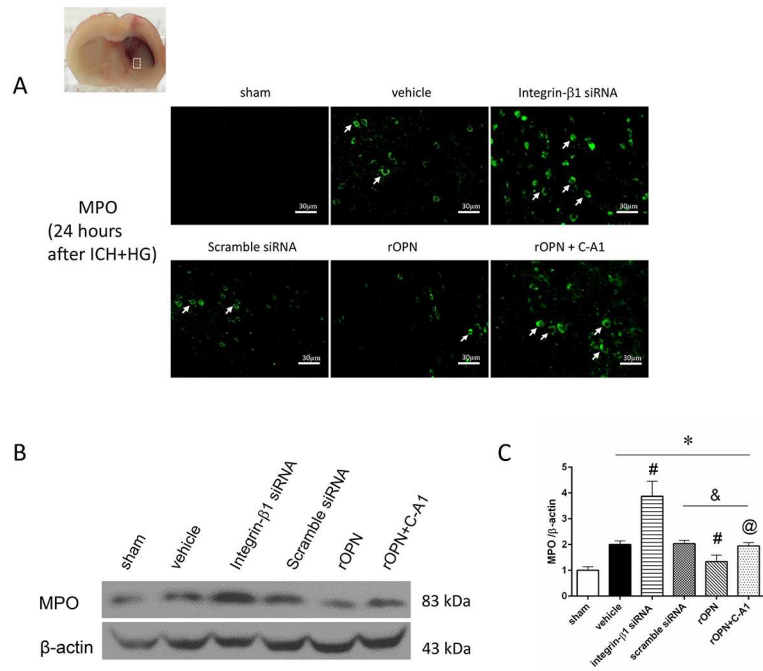 A
sham
vehicle
Integrin-β1 siRNA
30μm
30μm
30μm
MPO
(24 hours
after ICH+HG)
Scramble siRNA
rOPN
rOPN + C-A1
30μm
30μm
30μm
B
sham
vehicle
Integrin-β1 siRNA
Scramble siRNA
rOPN
rOPN+C-A1
MPO
83 kDa
β-actin
43 kDa
C
*
#
&
#
@
MPO /β-actin
5
4
3
2
1
0
sham
vehicle
integrin-β1 siRNA
scramble siRNA
rOPN
rOPN+C-A1